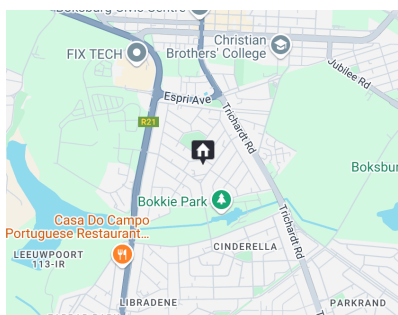 Boksburg Civic Centre
Christian
Brothers' College
FIX TECH
Jubilee Rd
Espri Ave
Trichardt Rd
R21
Boksbu
Bokkie Park
Casa Do Campo
Portuguese Restaurant...
Trichardt Rd
LEEUWPOORT
113-IR
CINDERELLA
LIBRADENE
PARKRAND